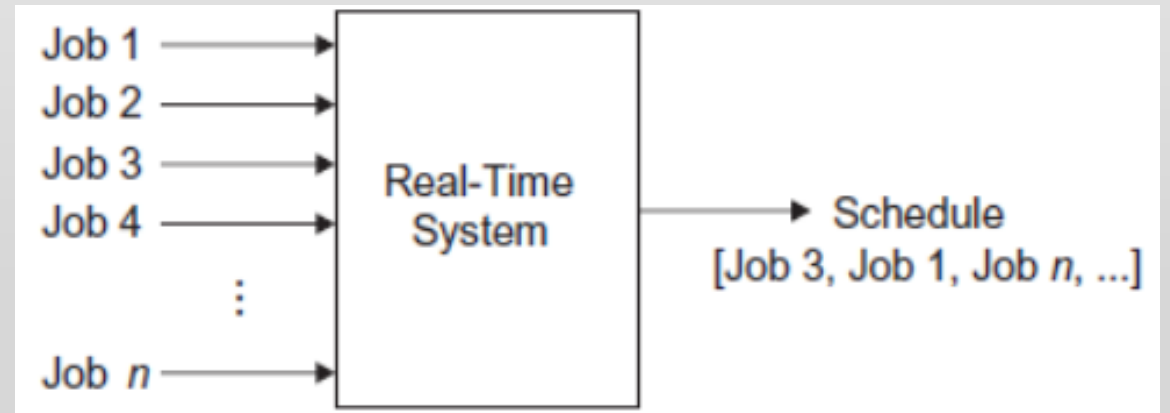 Job 1
Job 2
Job 3
Job 4
⋮
Job n
Real-Time
System
Schedule
[Job 3, Job 1, Job n, ...]